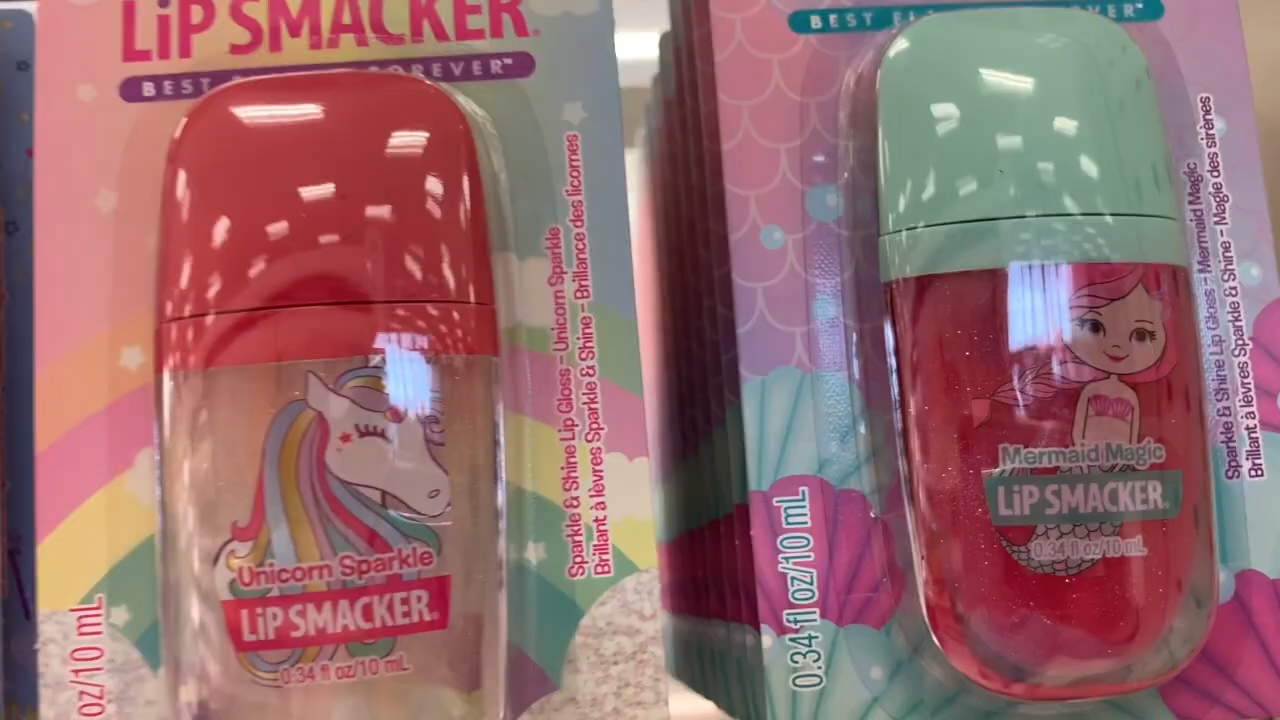 LiP SMACKER.
BEST FOREVER™
Sparkle & Shine Lip Gloss - Unicorn Sparkle
Brillant à lèvres Sparkle & Shine - Brillance des licornes
Unicorn Sparkle
LiP SMACKER.
0.34 fl oz/10 mL
oz/10 mL
BEST
Sparkle & Shine Lip Gloss - Mermaid Magic
Brillant à lèvres Sparkle & Shine - Magie des sirènes
Mermaid Magic
LiP SMACKER.
0.34 fl oz/10 mL
0.34 fl oz/10 mL